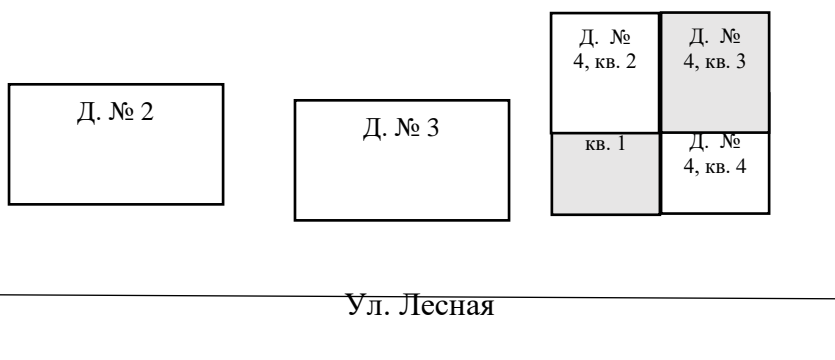 Д. № 2
Д. № 3
Д. №
4, кв. 2
Д. №
4, кв. 3
кв. 1
Д. №
4, кв. 4
Ул. Лесная